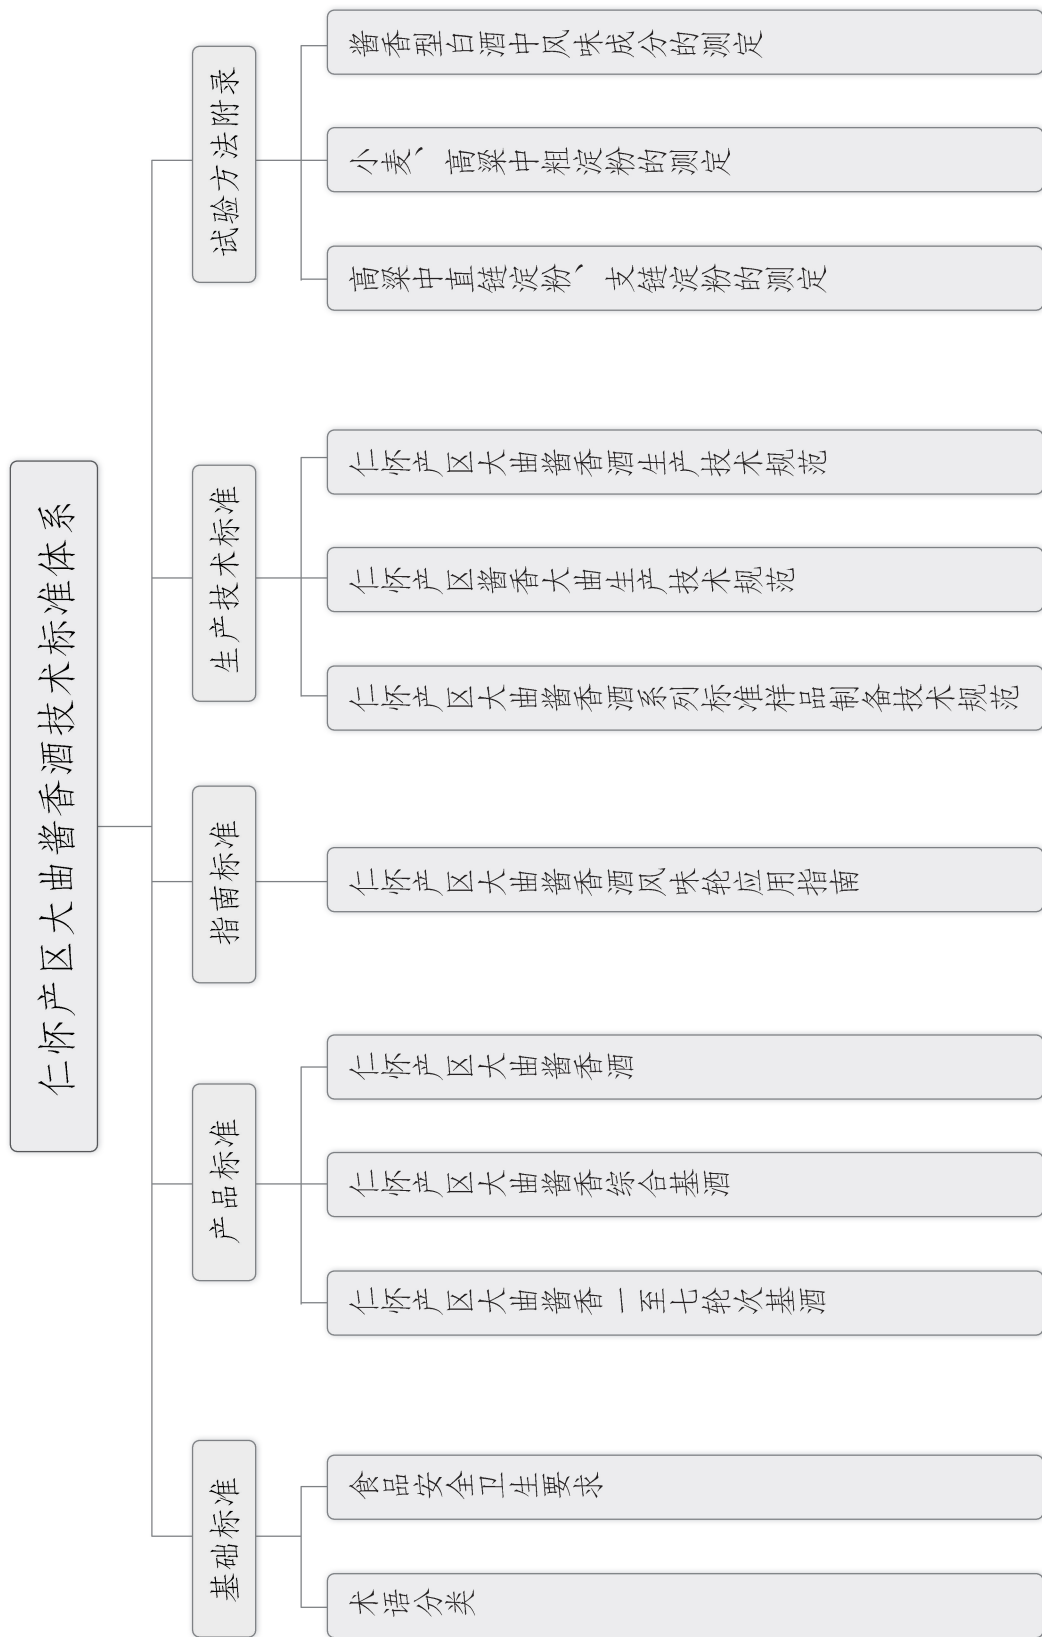 仁怀产区大曲酱香酒技术标准体系
基础标准
术语分类
食品安全卫生要求
产品标准
仁怀产区大曲酱香一至七轮次基酒
仁怀产区大曲酱香综合基酒
仁怀产区大曲酱香酒
指南标准
仁怀产区大曲酱香酒风味轮应用指南
生产技术标准
仁怀产区大曲酱香酒系列标准样品制备技术规范
仁怀产区酱香大曲生产技术规范
仁怀产区大曲酱香酒生产技术规范
试验方法附录
高粱中直链淀粉、支链淀粉的测定
小麦、高粱中粗淀粉的测定
酱香型白酒中风味成分的测定